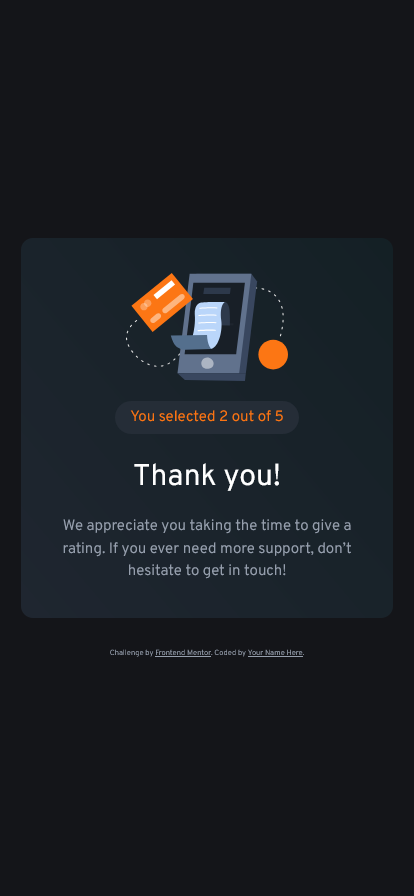 You selected 2 out of 5
Thank you!
We appreciate you taking the time to give a
rating. If you ever need more support, don’t
hesitate to get in touch!
Challenge by Frontend Mentor. Coded by Your Name Here.